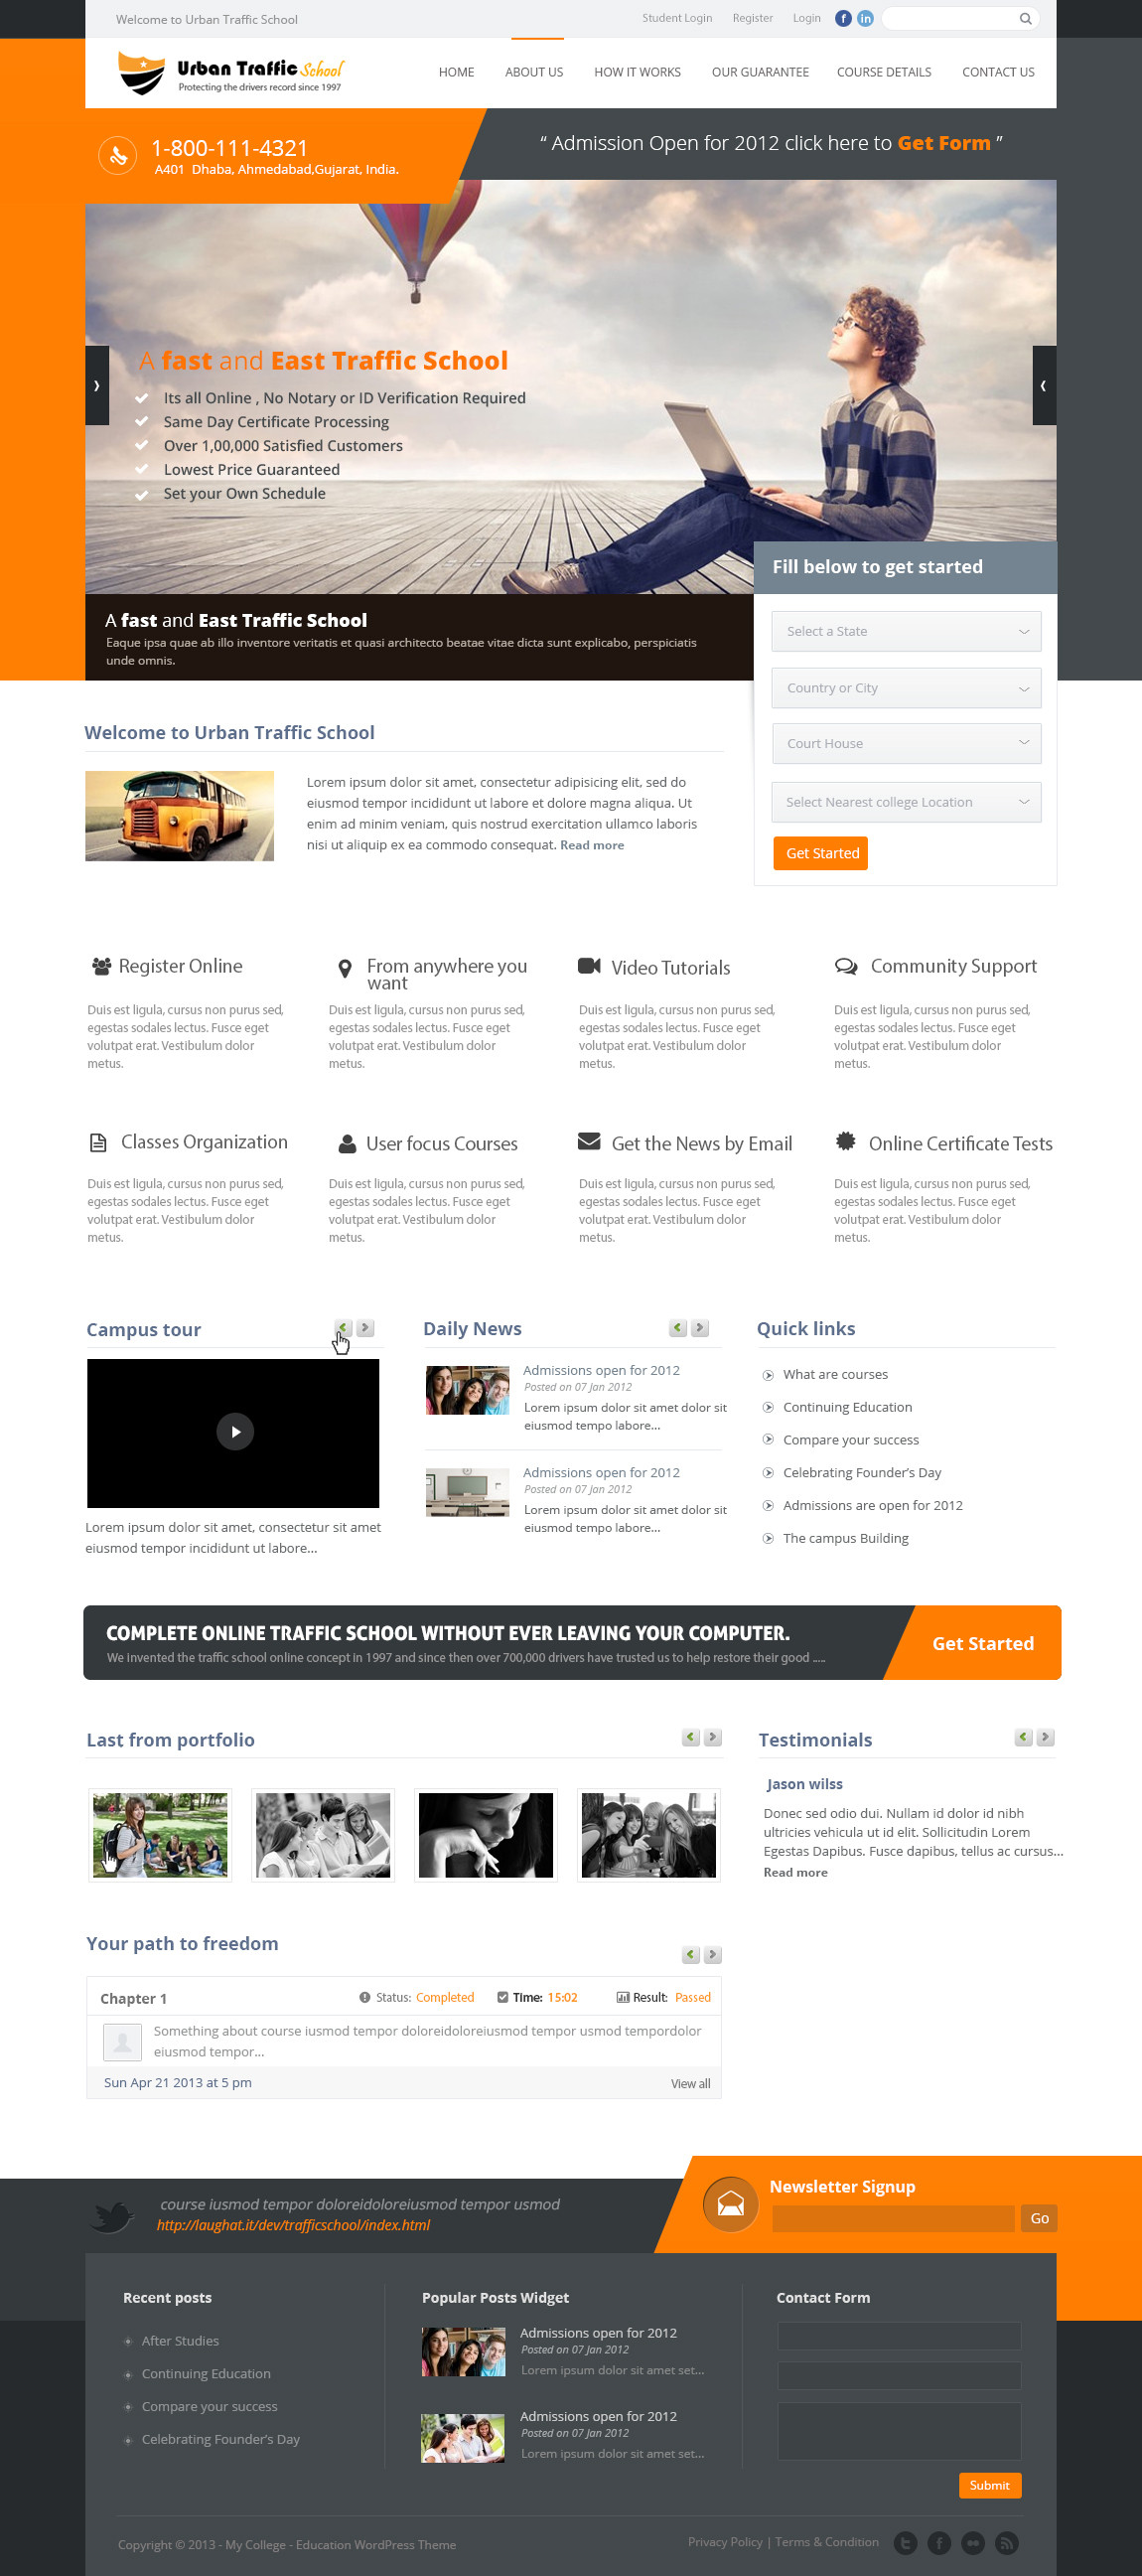 Welcome to Urban Traffic School
Student Login Register Login
Urban Traffic School
Protecting the drivers record since 1997
HOME ABOUT US HOW IT WORKS OUR GUARANTEE COURSE DETAILS CONTACT US
1-800-111-4321
A401 Dhaba, Ahmedabad,Gujarat, India.
“ Admission Open for 2012 click here to Get Form ”
A fast and East Traffic School
Its all Online , No Notary or ID Verification Required
Same Day Certificate Processing
Over 1,00,000 Satisfied Customers
Lowest Price Guaranteed
Set your Own Schedule
A fast and East Traffic School
Eaque ipsa quae ab illo inventore veritatis et quasi architecto beatae vitae dicta sunt explicabo, perspiciatis
unde omnis.
Fill below to get started
Select a State
Country or City
Court House
Select Nearest college Location
Get Started
Welcome to Urban Traffic School
Lorem ipsum dolor sit amet, consectetur adipisicing elit, sed do
eiusmod tempor incididunt ut labore et dolore magna aliqua. Ut
enim ad minim veniam, quis nostrud exercitation ullamco laboris
nisi ut aliquip ex ea commodo consequat. Read more
Register Online
Duis est ligula, cursus non purus sed,
egestas sodales lectus. Fusce eget
volutpat erat. Vestibulum dolor
metus.
From anywhere you
want
Duis est ligula, cursus non purus sed,
egestas sodales lectus. Fusce eget
volutpat erat. Vestibulum dolor
metus.
Video Tutorials
Duis est ligula, cursus non purus sed,
egestas sodales lectus. Fusce eget
volutpat erat. Vestibulum dolor
metus.
Community Support
Duis est ligula, cursus non purus sed,
egestas sodales lectus. Fusce eget
volutpat erat. Vestibulum dolor
metus.
Classes Organization
Duis est ligula, cursus non purus sed,
egestas sodales lectus. Fusce eget
volutpat erat. Vestibulum dolor
metus.
User focus Courses
Duis est ligula, cursus non purus sed,
egestas sodales lectus. Fusce eget
volutpat erat. Vestibulum dolor
metus.
Get the News by Email
Duis est ligula, cursus non purus sed,
egestas sodales lectus. Fusce eget
volutpat erat. Vestibulum dolor
metus.
Online Certificate Tests
Duis est ligula, cursus non purus sed,
egestas sodales lectus. Fusce eget
volutpat erat. Vestibulum dolor
metus.
Campus tour
Lorem ipsum dolor sit amet, consectetur sit amet
eiusmod tempor incididunt ut labore...
Daily News
Admissions open for 2012
Posted on 07 Jan 2012
Lorem ipsum dolor sit amet dolor sit
eiusmod tempo labore...
Admissions open for 2012
Posted on 07 Jan 2012
Lorem ipsum dolor sit amet dolor sit
eiusmod tempo labore...
Quick links
What are courses
Continuing Education
Compare your success
Celebrating Founder’s Day
Admissions are open for 2012
The campus Building
COMPLETE ONLINE TRAFFIC SCHOOL WITHOUT EVER LEAVING YOUR COMPUTER.
We invented the traffic school online concept in 1997 and since then over 700,000 drivers have trusted us to help restore their good .....
Get Started
Last from portfolio
Testimonials
Jason wilss
Donec sed odio dui. Nullam id dolor id nibh
ultricies vehicula ut id elit. Sollicitudin Lorem
Egestas Dapibus. Fusce dapibus, tellus ac cursus...
Read more
Your path to freedom
Chapter 1 Status: Completed Time: 15:02 Result: Passed
Something about course iusmod tempor doloreidoloreiusmod tempor usmod tempordolor
eiusmod tempor...
Sun Apr 21 2013 at 5 pm View all
course iusmod tempor doloreidoloreiusmod tempor usmod
http://laughat.it/dev/trafficschool/index.html
Newsletter Signup
Go
Recent posts
After Studies
Continuing Education
Compare your success
Celebrating Founder’s Day
Popular Posts Widget
Admissions open for 2012
Posted on 07 Jan 2012
Lorem ipsum dolor sit amet set...
Admissions open for 2012
Posted on 07 Jan 2012
Lorem ipsum dolor sit amet set...
Contact Form
Submit
Copyright © 2013 - My College - Education WordPress Theme
Privacy Policy | Terms & Condition